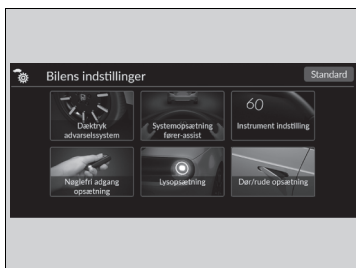 Bilens indstillinger
Standard
60
Dæktryk
advarselssystem
Systemopsætning
fører-assist
Instrument indstilling
Nøglefri adgang
opsætning
Lysopsætning
Dør/rude opsætning